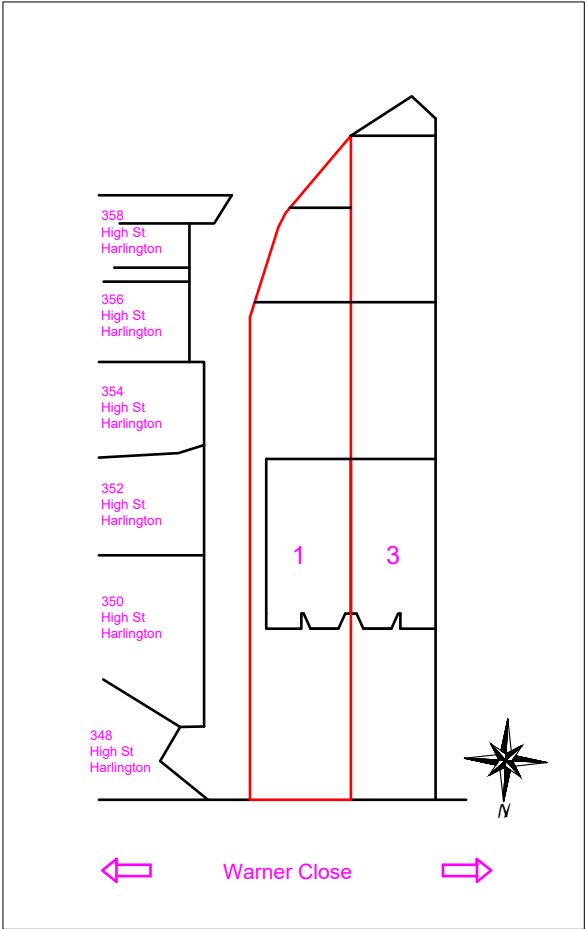 358
High St
Harlington
356
High St
Harlington
354
High St
Harlington
352
High St
Harlington
1
3
350
High St
Harlington
348
High St
Harlington
N
Warner Close